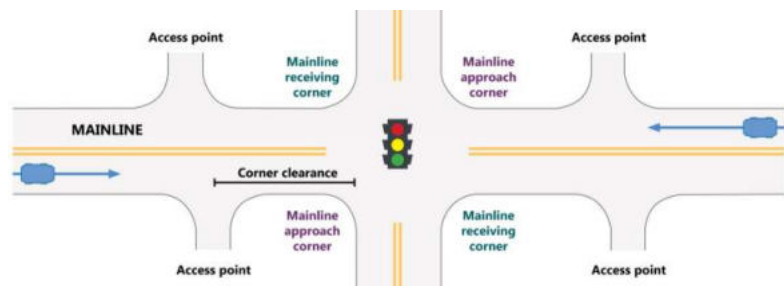 Access point
Access point
Mainline
receiving
corner
Mainline
approach
corner
MAINLINE
Corner clearance
Mainline
approach
corner
Mainline
receiving
corner
Access point
Access point